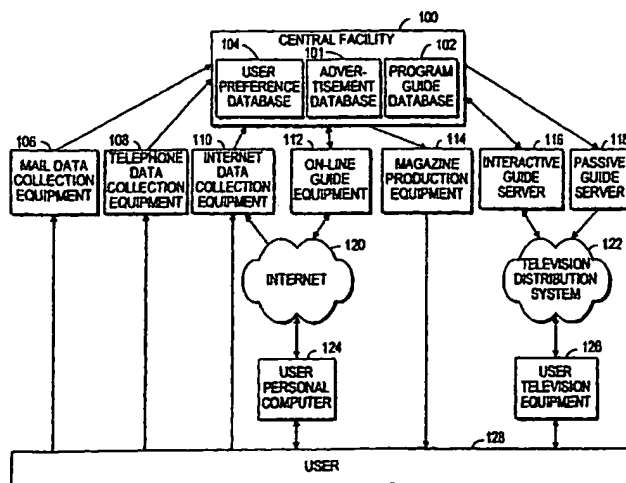 100
CENTRAL FACILITY
104
101
102
USER
PREFERENCE
DATABASE
ADVER-
TISEMENT
DATABASE
PROGRAM
GUIDE
DATABASE
106
108
110
112
114
116
118
MAIL DATA
COLLECTION
EQUIPMENT
TELEPHONE
DATA
COLLECTION
EQUIPMENT
INTERNET
DATA
COLLECTION
EQUIPMENT
ON-LINE
GUIDE
EQUIPMENT
MAGAZINE
PRODUCTION
EQUIPMENT
INTERACTIVE
GUIDE
SERVER
PASSIVE
GUIDE
SERVER
120
INTERNET
122
TELEVISION
DISTRIBUTION
SYSTEM
124
USER
PERSONAL
COMPUTER
126
USER
TELEVISION
EQUIPMENT
128
USER